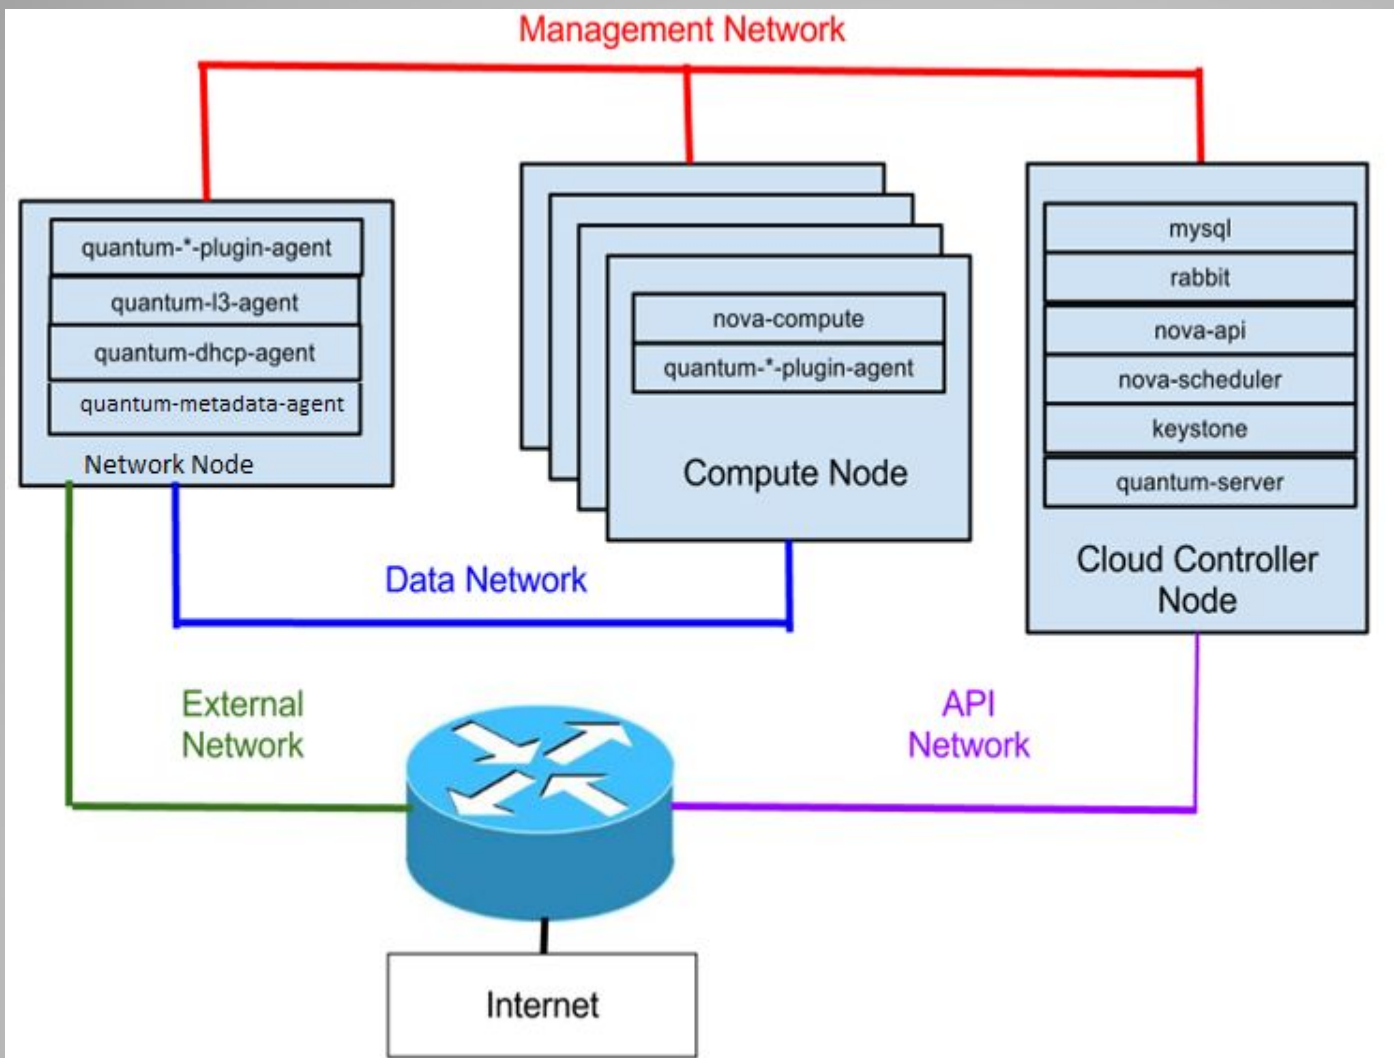 Management Network
quantum-*-plugin-agent
quantum-l3-agent
quantum-dhcp-agent
quantum-metadata-agent
Network Node
nova-compute
quantum-*-plugin-agent
Compute Node
mysql
rabbit
nova-api
nova-scheduler
keystone
quantum-server
Cloud Controller
Node
Data Network
External
Network
API
Network
Internet